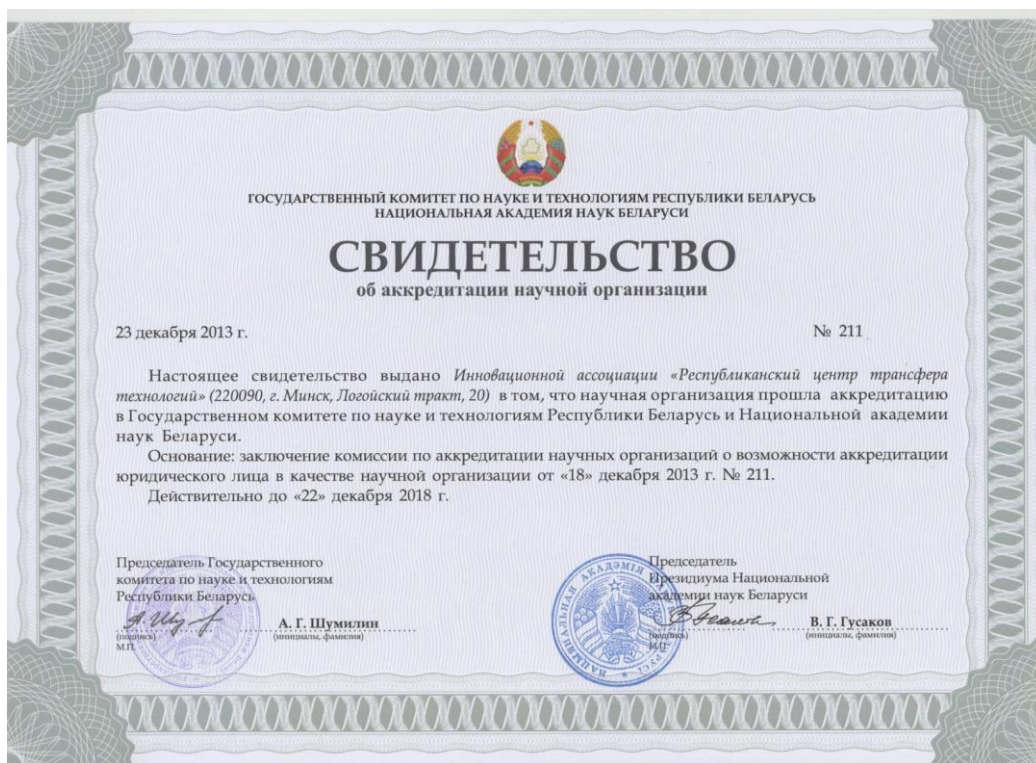 ГОСУДАРСТВЕННЫЙ КОМИТЕТ ПО НАУКЕ И ТЕХНОЛОГИЯМ РЕСПУБЛИКИ БЕЛАРУСЬ
НАЦИОНАЛЬНАЯ АКАДЕМИЯ НАУК БЕЛАРУСИ
СВИДЕТЕЛЬСТВО
об аккредитации научной организации
23 декабря 2013 г. № 211
Настоящее свидетельство выдано Инновационной ассоциации «Республиканский центр трансфера
технологий» (220090, г. Минск, Логойский тракт, 20) в том, что научная организация прошла аккредитацию
в Государственном комитете по науке и технологиям Республики Беларусь и Национальной академии
наук Беларуси.
Основание: заключение комиссии по аккредитации научных организаций о возможности аккредитации
юридического лица в качестве научной организации от «18» декабря 2013 г. № 211.
Действительно до «22» декабря 2018 г.
Председатель Государственного
комитета по науке и технологиям
Республики Беларусь
А. Г. Шумилин
(подпись) (инициалы, фамилия)
М.П.
Председатель
Президиума Национальной
академии наук Беларуси
В. Г. Гусаков
(подпись) (инициалы, фамилия)
М.П.
НАЦЫЯНАЛЬНАЯ АКАДЭМІЯ НАВУК БЕЛАРУСІ